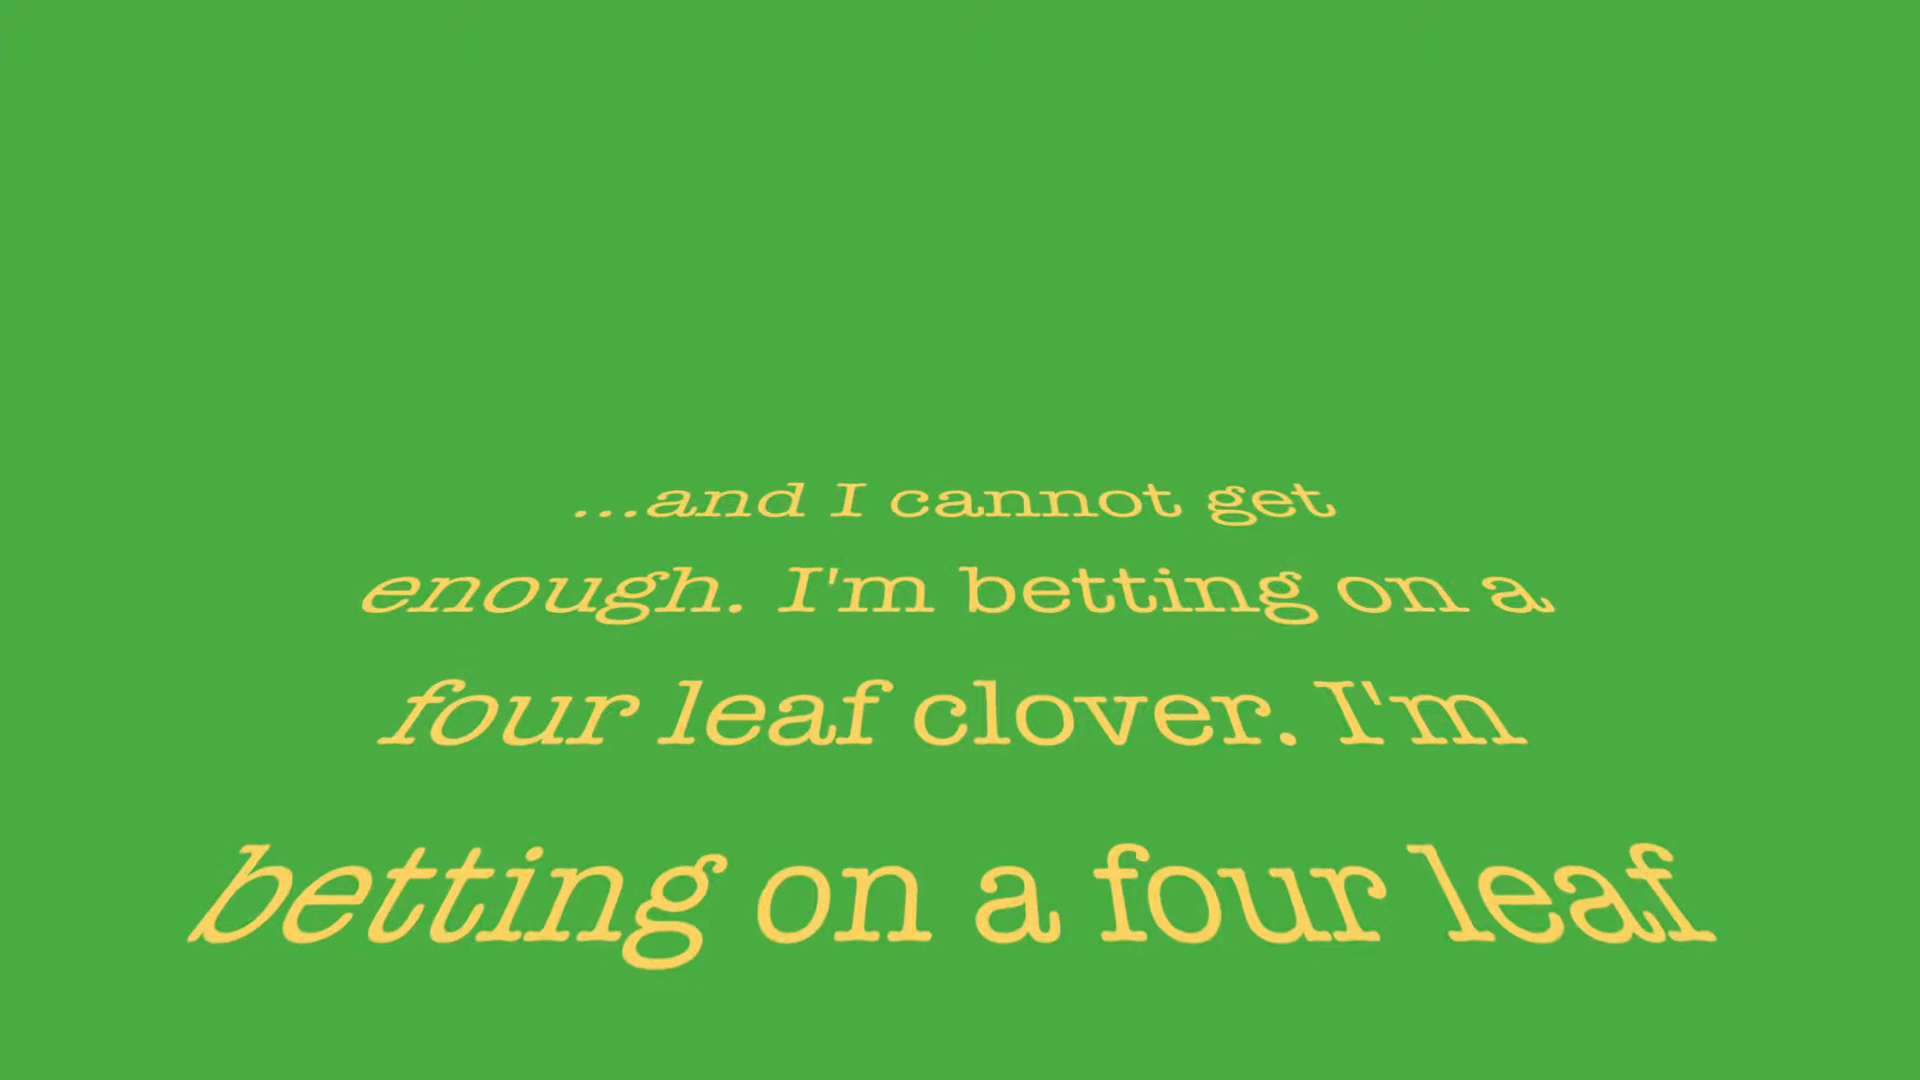 ...and I cannot get
enough. I'm betting on a
four leaf clover. I'm
betting on a four leaf